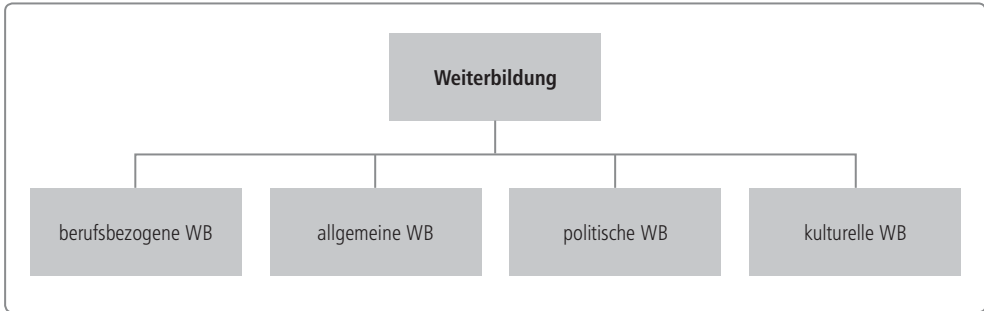 Weiterbildung
berufsbezogene WB
allgemeine WB
politische WB
kulturelle WB